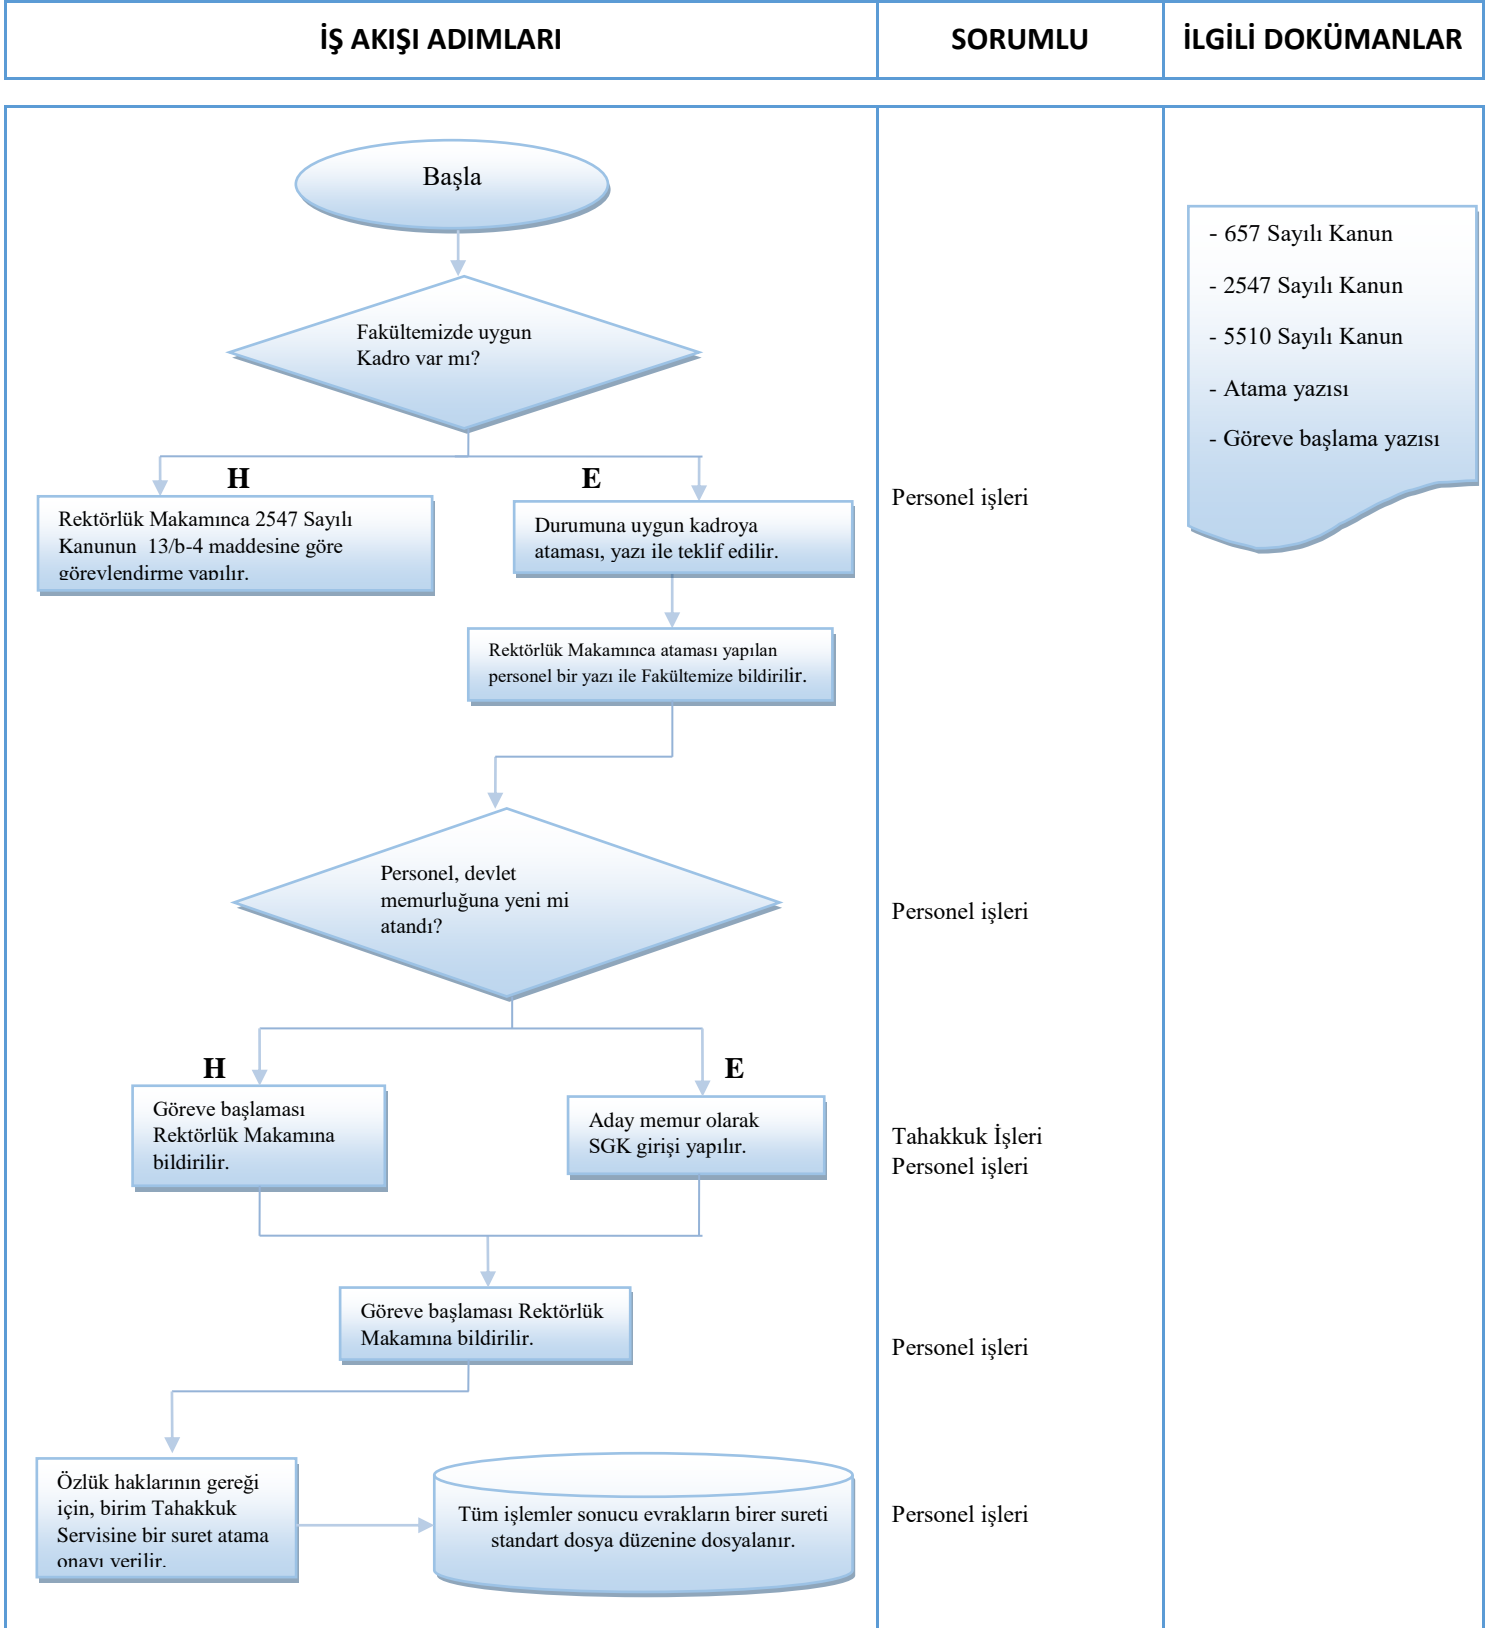 İŞ AKIŞI ADIMLARI
SORUMLU
İLGİLİ DOKÜMANLAR
Başla
- 657 Sayılı Kanun
- 2547 Sayılı Kanun
- 5510 Sayılı Kanun
- Atama yazısı
- Göreve başlama yazısı
Fakültemizde uygun
Kadro var mı?
H
E
Rektörlük Makamınca 2547 Sayılı
Kanunun 13/b-4 maddesine göre
görevlendirme yapılır.
Durumuna uygun kadroya
ataması, yazı ile teklif edilir.
Personel işleri
Rektörlük Makamınca ataması yapılan
personel bir yazı ile Fakültemize bildirilir.
Personel, devlet
memurluğuna yeni mi
atandı?
Personel işleri
H
E
Göreve başlaması
Rektörlük Makamına
bildirilir.
Aday memur olarak
SGK girişi yapılır.
Tahakkuk İşleri
Personel işleri
Göreve başlaması Rektörlük
Makamına bildirilir.
Personel işleri
Özlük haklarının gereği
için, birim Tahakkuk
Servisine bir suret atama
onayı verilir.
Tüm işlemler sonucu evrakların birer sureti
standart dosya düzenine dosyalanır.
Personel işleri